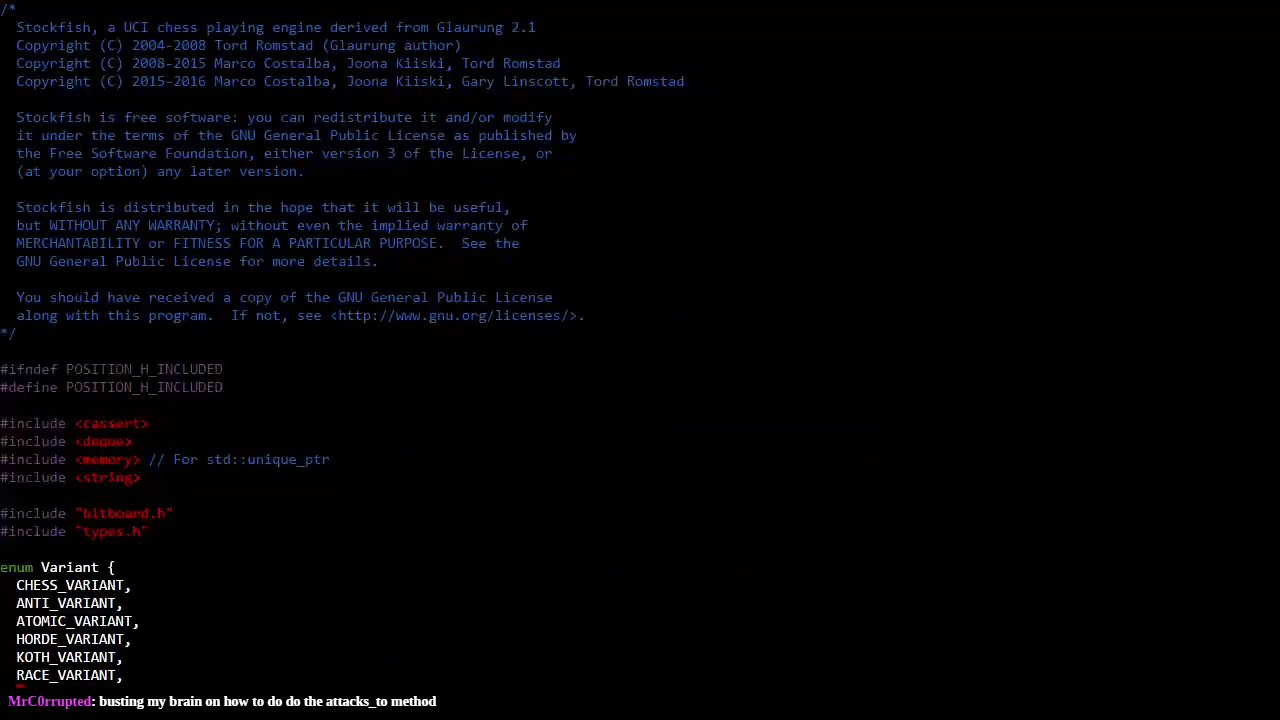 /*
Stockfish, a UCI chess playing engine derived from Glaurung 2.1
Copyright (C) 2004-2008 Tord Romstad (Glaurung author)
Copyright (C) 2008-2015 Marco Costalba, Joona Kiiski, Tord Romstad
Copyright (C) 2015-2016 Marco Costalba, Joona Kiiski, Gary Linscott, Tord Romstad
Stockfish is free software: you can redistribute it and/or modify
it under the terms of the GNU General Public License as published by
the Free Software Foundation, either version 3 of the License, or
(at your option) any later version.
Stockfish is distributed in the hope that it will be useful,
but WITHOUT ANY WARRANTY; without even the implied warranty of
MERCHANTABILITY or FITNESS FOR A PARTICULAR PURPOSE.  See the
GNU General Public License for more details.
You should have received a copy of the GNU General Public License
along with this program.  If not, see <http://www.gnu.org/licenses/>.
*/
#ifndef POSITION_H_INCLUDED
#define POSITION_H_INCLUDED
#include <cassert>
#include <deque>
#include <memory> // For std::unique_ptr
#include <string>
#include "bitboard.h"
#include "types.h"
enum Variant {
CHESS_VARIANT,
ANTI_VARIANT,
ATOMIC_VARIANT,
HORDE_VARIANT,
KOTH_VARIANT,
RACE_VARIANT,
MrC0rrupted: busting my brain on how to do do the attacks_to method